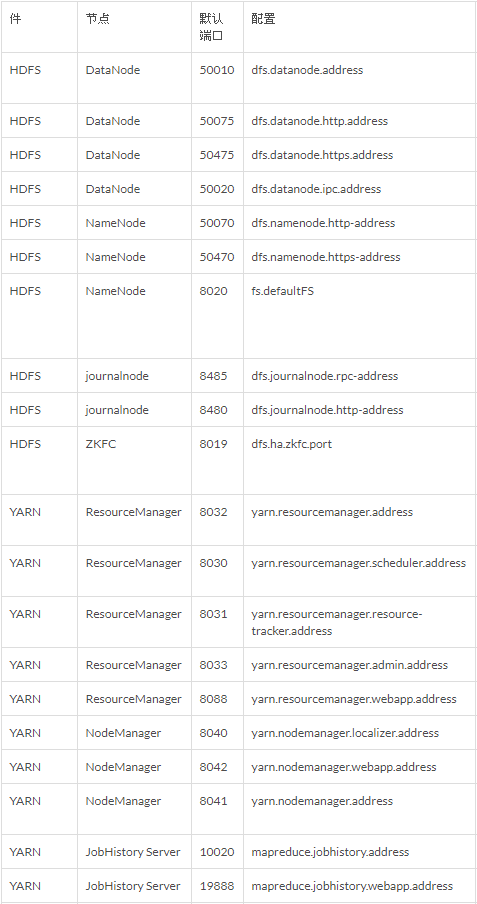 件 节点 默认 配置
端口
HDFS DataNode 50010 dfs.datanode.address
HDFS DataNode 50075 dfs.datanode.http.address
HDFS DataNode 50475 dfs.datanode.https.address
HDFS DataNode 50020 dfs.datanode.ipc.address
HDFS NameNode 50070 dfs.namenode.http-address
HDFS NameNode 50470 dfs.namenode.https-address
HDFS NameNode 8020 fs.defaultFS
HDFS journalnode 8485 dfs.journalnode.rpc-address
HDFS journalnode 8480 dfs.journalnode.http-address
HDFS ZKFC 8019 dfs.ha.zkfc.port
YARN ResourceManager 8032 yarn.resourcemanager.address
YARN ResourceManager 8030 yarn.resourcemanager.scheduler.address
YARN ResourceManager 8031 yarn.resourcemanager.resource-
tracker.address
YARN ResourceManager 8033 yarn.resourcemanager.admin.address
YARN ResourceManager 8088 yarn.resourcemanager.webapp.address
YARN NodeManager 8040 yarn.nodemanager.localizer.address
YARN NodeManager 8042 yarn.nodemanager.webapp.address
YARN NodeManager 8041 yarn.nodemanager.address
YARN JobHistory Server 10020 mapreduce.jobhistory.address
YARN JobHistory Server 19888 mapreduce.jobhistory.webapp.address